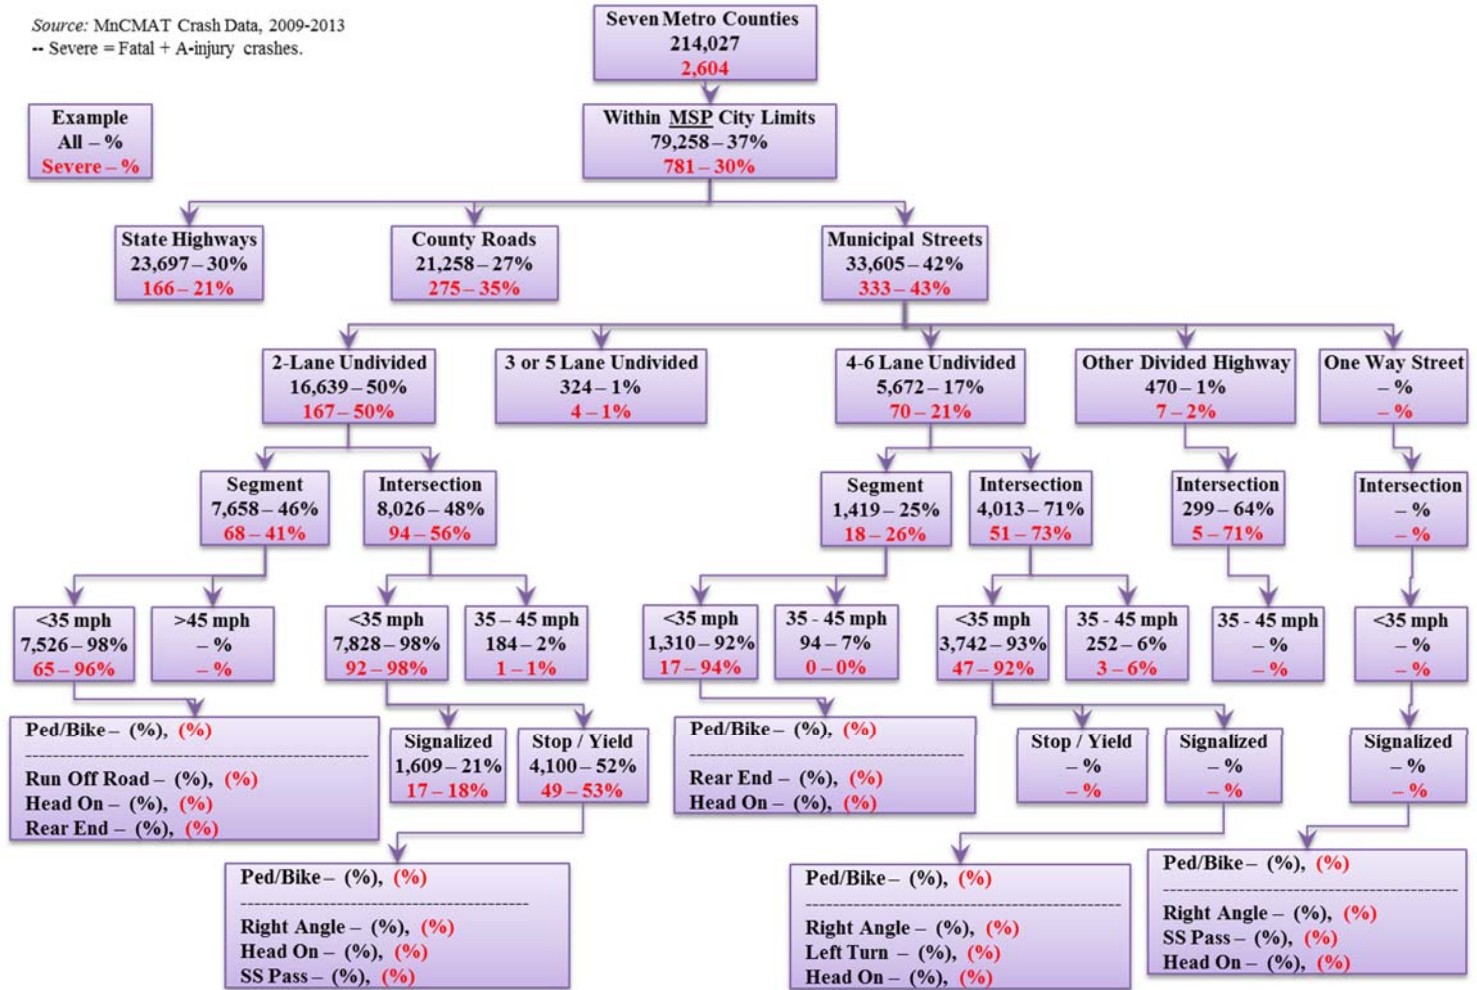 Source: MnCMAT Crash Data, 2009-2013
-- Severe = Fatal + A-injury crashes.
Seven Metro Counties
214,027
2,604
Example
All – %
Severe – %
Within MSP City Limits
79,258 – 37%
781 – 30%
State Highways
23,697 – 30%
166 – 21%
County Roads
21,258 – 27%
275 – 35%
Municipal Streets
33,605 – 42%
333 – 43%
2-Lane Undivided
16,639 – 50%
167 – 50%
3 or 5 Lane Undivided
324 – 1%
4 – 1%
4-6 Lane Undivided
5,672 – 17%
70 – 21%
Other Divided Highway
470 – 1%
7 – 2%
One Way Street
– %
– %
Segment
7,658 – 46%
68 – 41%
Intersection
8,026 – 48%
94 – 56%
Segment
1,419 – 25%
18 – 26%
Intersection
4,013 – 71%
51 – 73%
Intersection
299 – 64%
5 – 71%
Intersection
– %
– %
<35 mph
7,526 – 98%
65 – 96%
>45 mph
– %
– %
<35 mph
7,828 – 98%
92 – 98%
35 – 45 mph
184 – 2%
1 – 1%
<35 mph
1,310 – 92%
17 – 94%
35 - 45 mph
94 – 7%
0 – 0%
<35 mph
3,742 – 93%
47 – 92%
35 - 45 mph
252 – 6%
3 – 6%
35 - 45 mph
– %
– %
<35 mph
– %
– %
Ped/Bike – (%), (%)
Run Off Road – (%), (%)
Head On – (%), (%)
Rear End – (%), (%)
Signalized
1,609 – 21%
17 – 18%
Stop / Yield
4,100 – 52%
49 – 53%
Ped/Bike – (%), (%)
Rear End – (%), (%)
Head On – (%), (%)
Stop / Yield
– %
– %
Signalized
– %
– %
Signalized
– %
– %
Ped/Bike – (%), (%)
Right Angle – (%), (%)
Head On – (%), (%)
SS Pass – (%), (%)
Ped/Bike – (%), (%)
Right Angle – (%), (%)
Left Turn – (%), (%)
Head On – (%), (%)
Ped/Bike – (%), (%)
Right Angle – (%), (%)
SS Pass – (%), (%)
Head On – (%), (%)